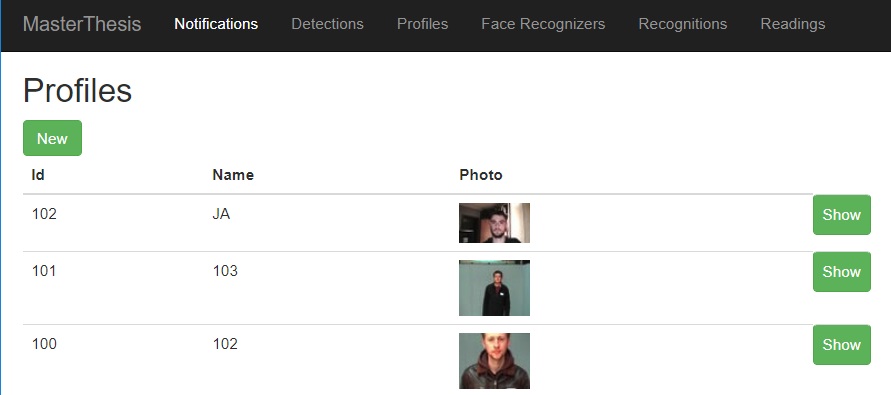 MasterThesis Notifications Detections Profiles Face Recognizers Recognitions Readings
Profiles
New
Id Name Photo
102 JA Show
101 103 Show
100 102 Show